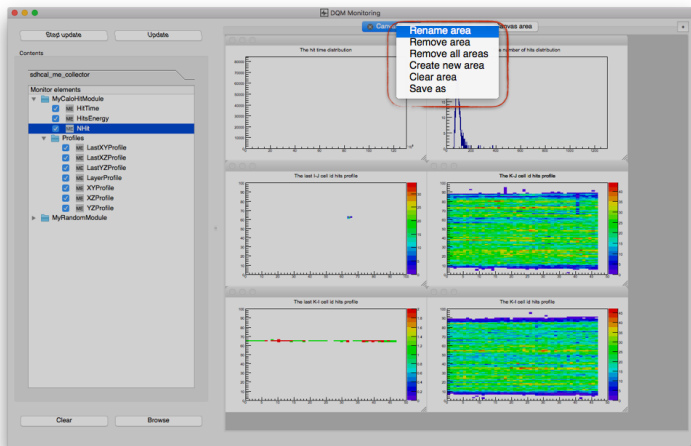 DQM Monitoring
Stop update
Update
Contents
sdhcal_me_collector
Monitor elements
MyCaloHitModule
ME HitTime
ME HitsEnergy
ME NHit
Profiles
ME LastXYProfile
ME LastXZProfile
ME LastYZProfile
ME LayerProfile
ME XYProfile
ME XZProfile
ME YZProfile
MyRandomModule
Clear
Browse
Canvas area
Rename area
Remove area
Remove all areas
Create new area
Clear area
Save as
The hit time distribution
number of hits distribution
The last I-J cell id hits profile
The K-J cell id hits profile
The last K-I cell id hits profile
The K-I cell id hits profile